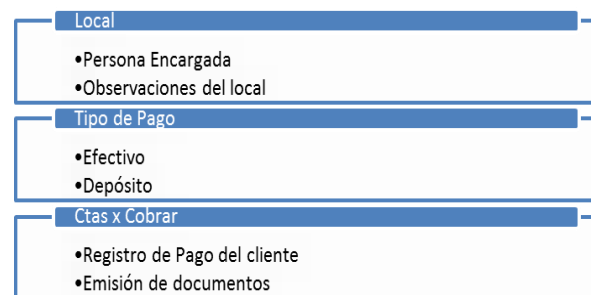 Local
•Persona Encargada
•Observaciones del local
Tipo de Pago
•Efectivo
•Depósito
Ctas x Cobrar
•Registro de Pago del cliente
•Emisión de documentos